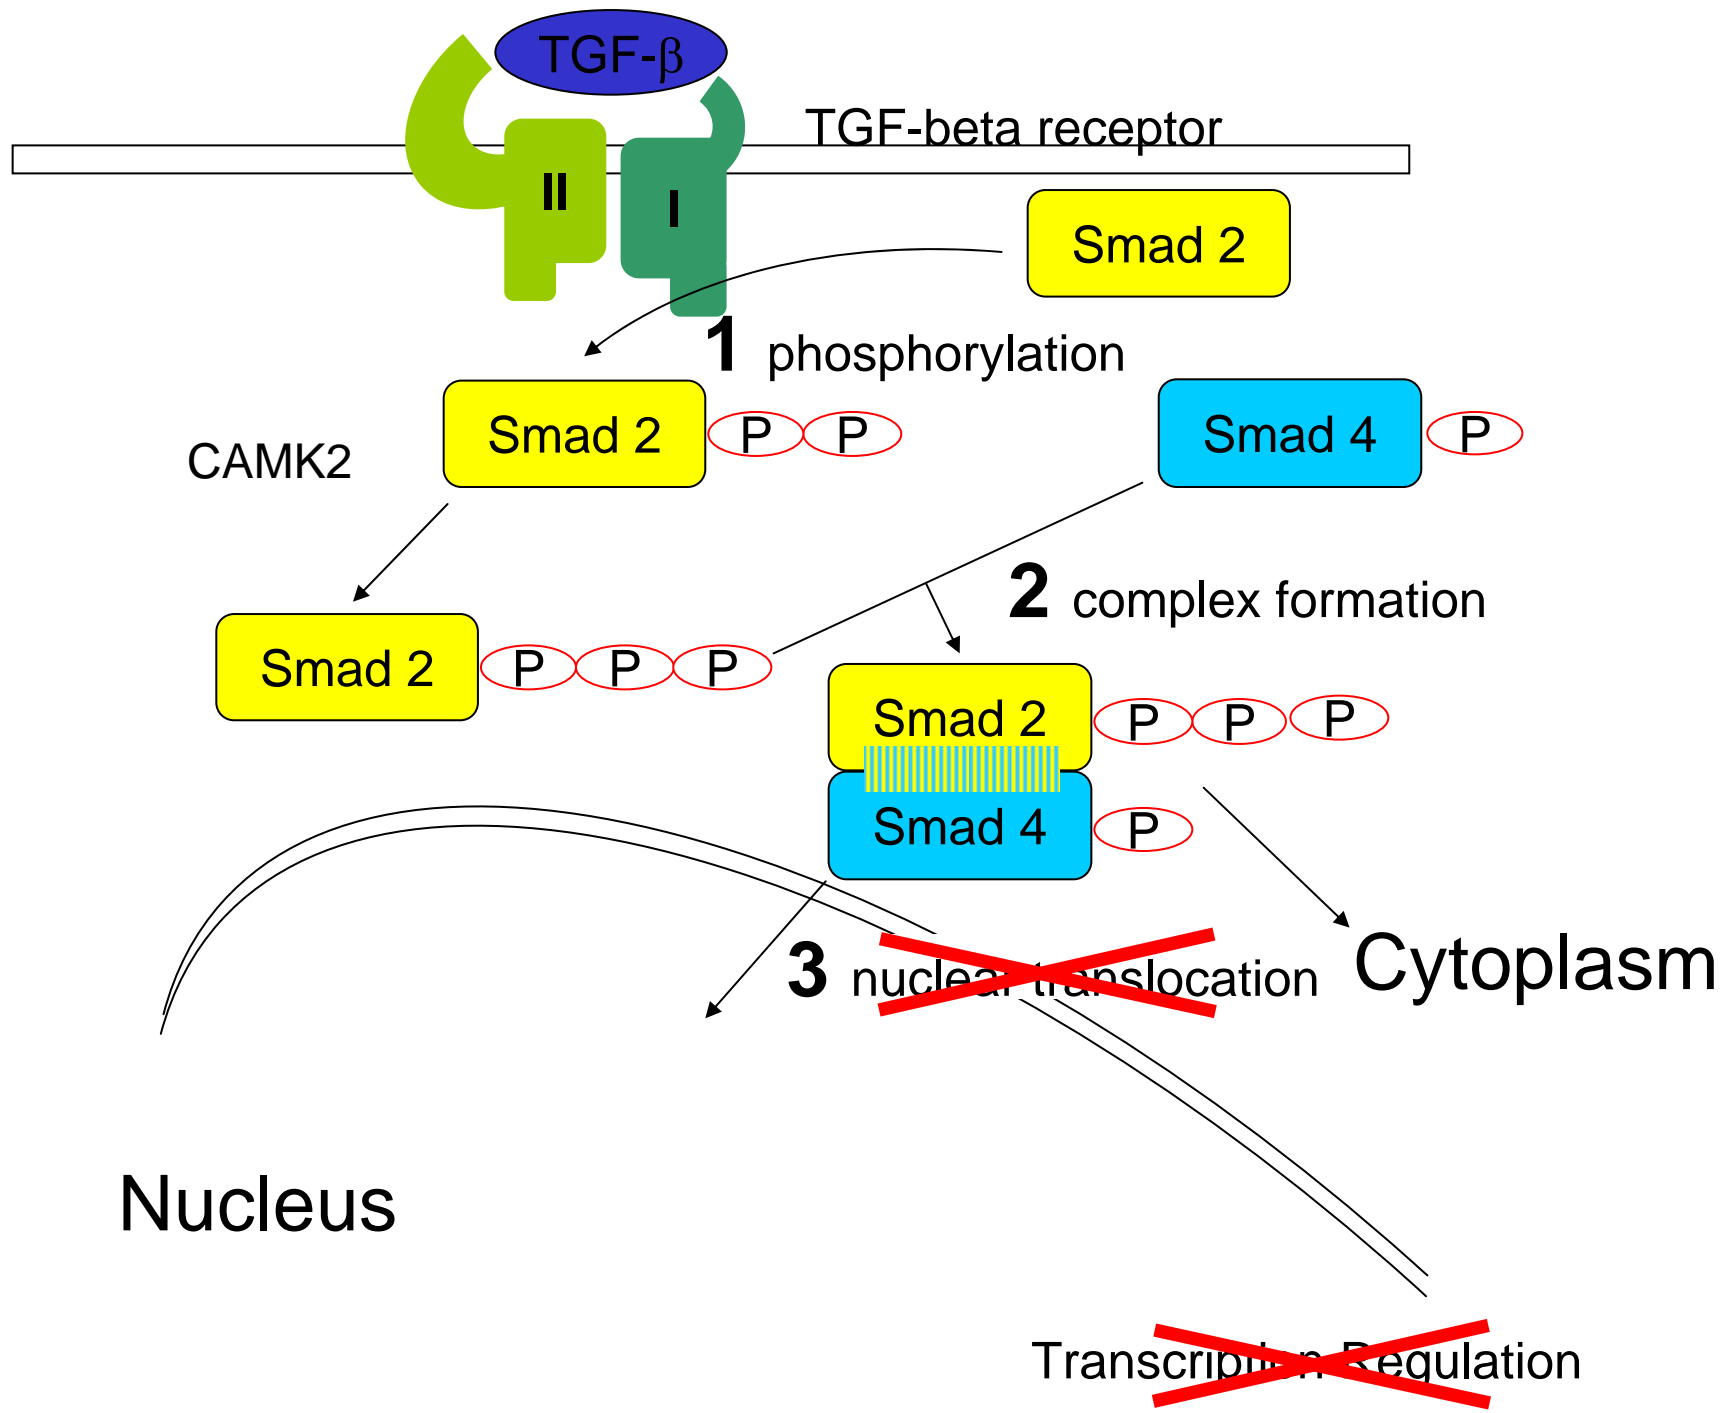 TGF-β
TGF-beta receptor
II
I
Smad 2
1 phosphorylation
Smad 2 P P
Smad 4 P
CAMK2
2 complex formation
Smad 2 P P P
Smad 2 P P P
Smad 4 P
3 nuclear translocation
Cytoplasm
Nucleus
Transcription Regulation